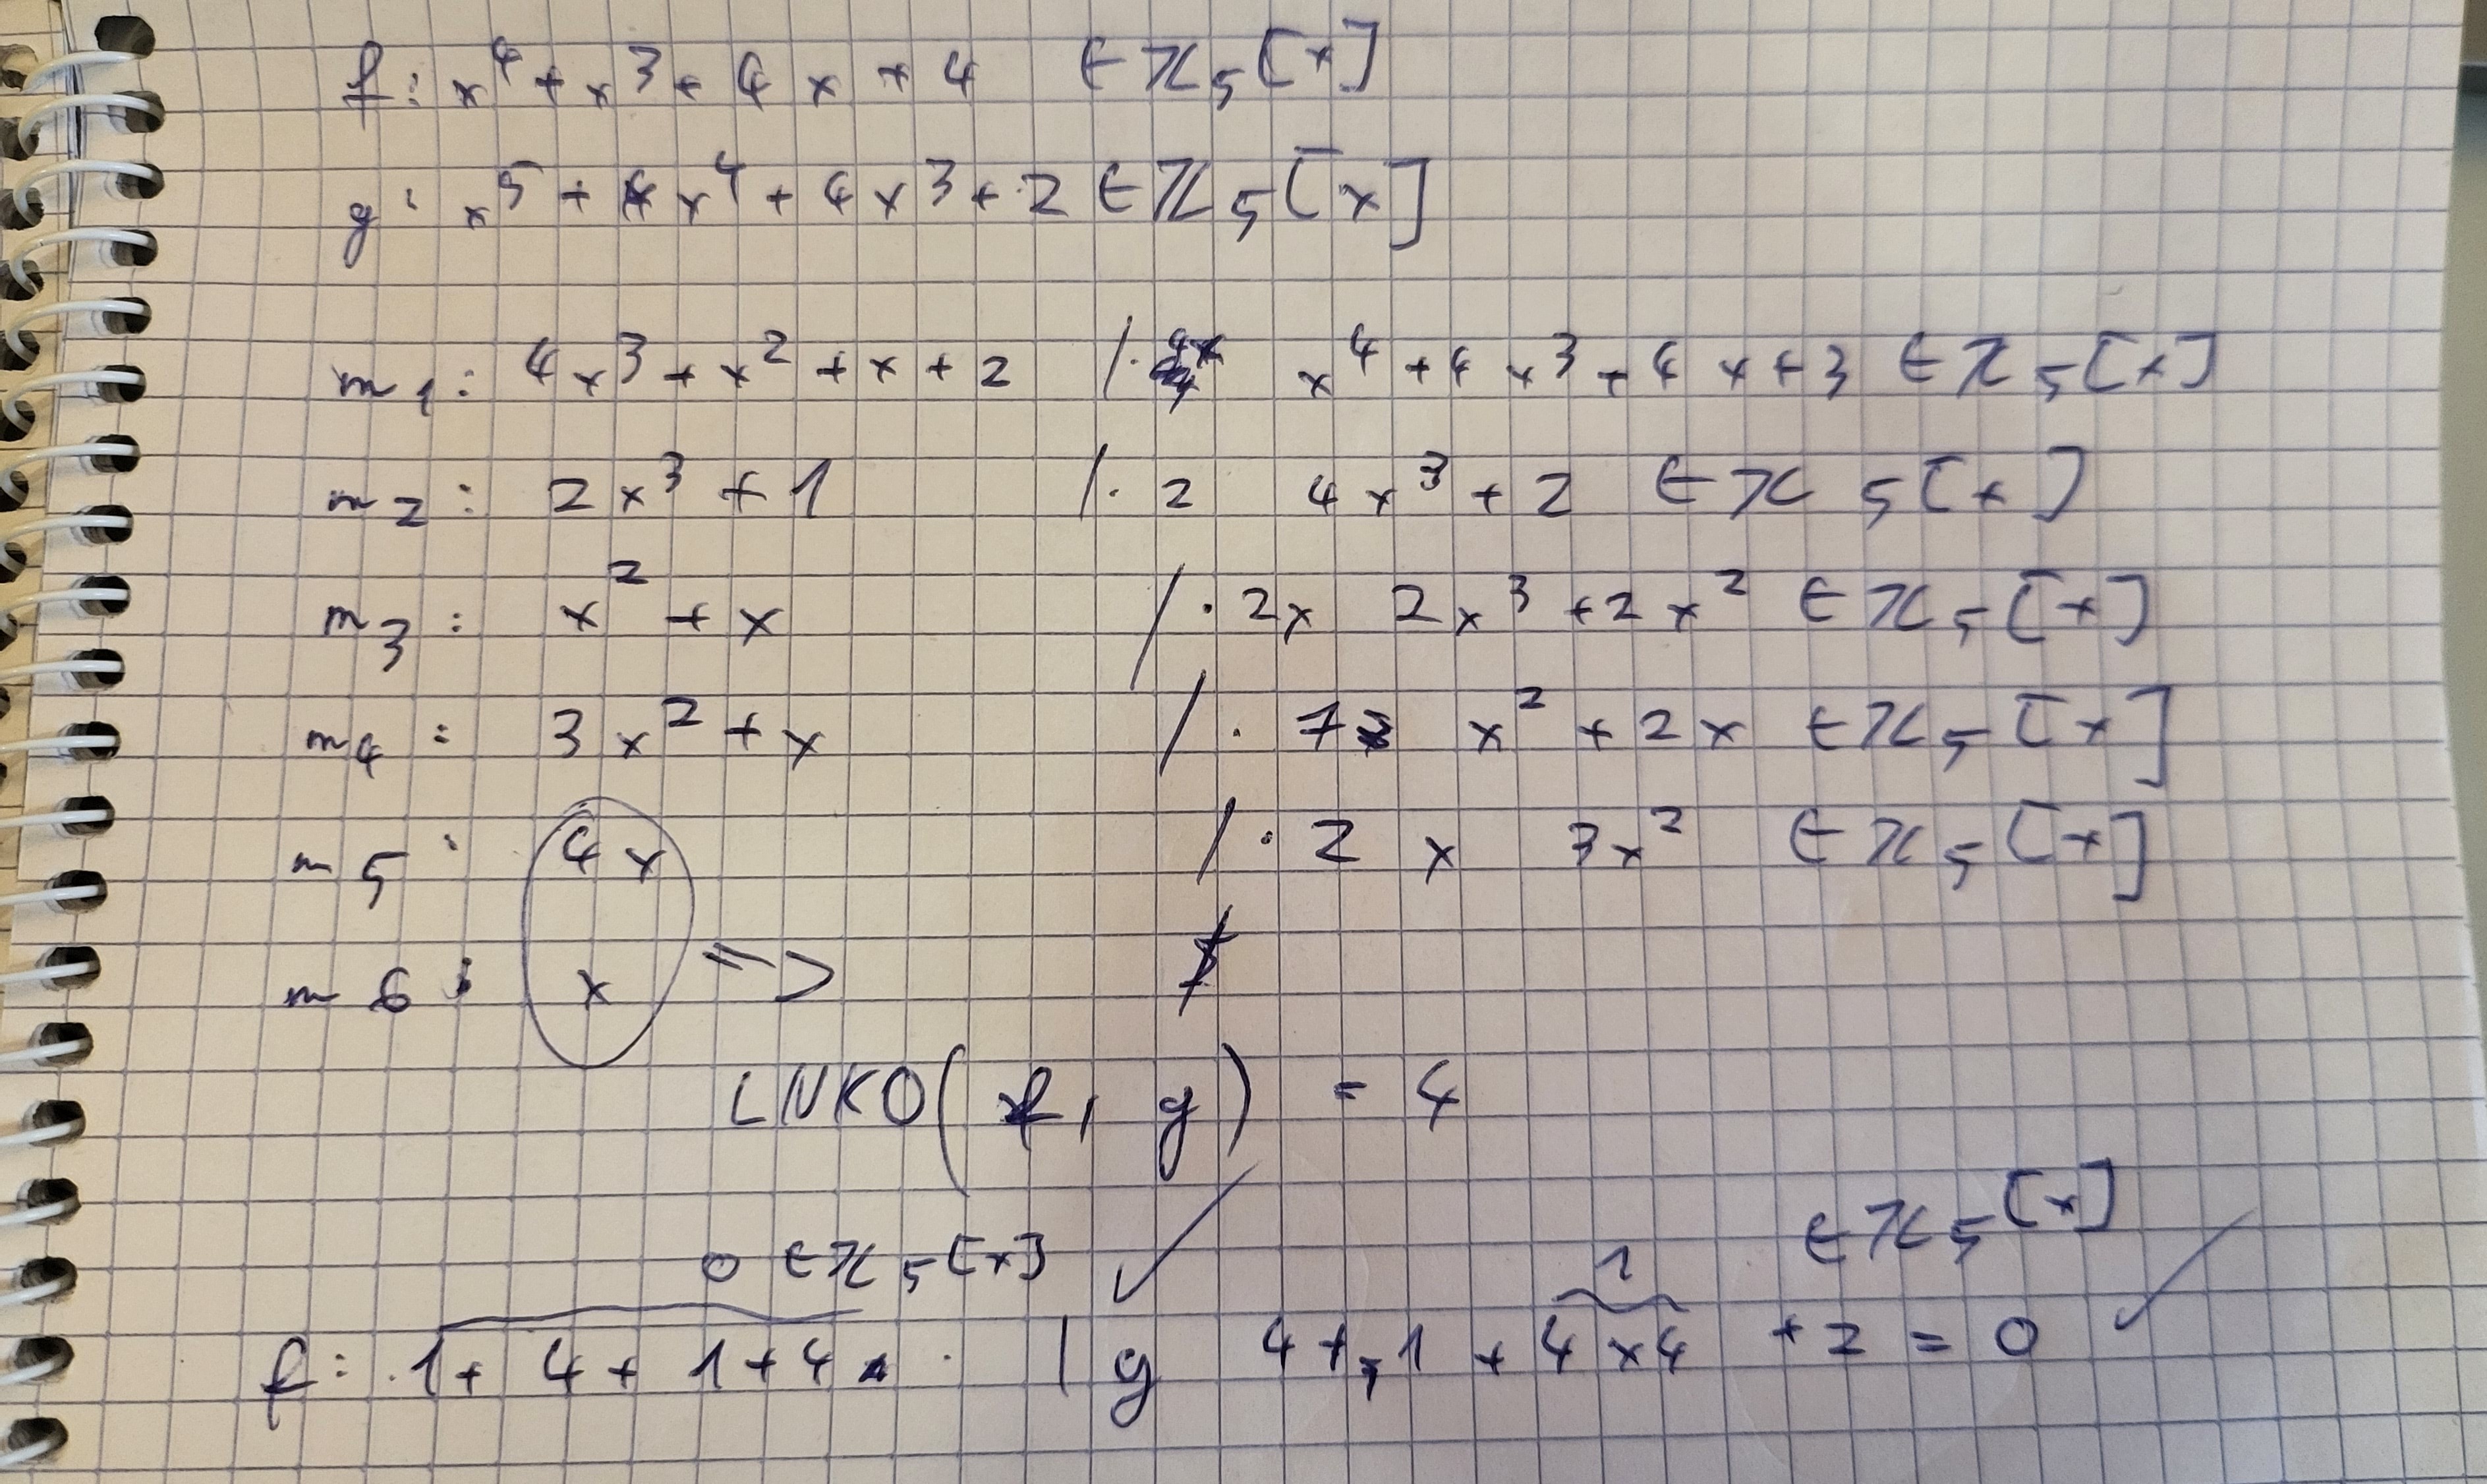 f: x⁴ + x³ + 4x + 4 ∈ ℤ₅[x]
g: x⁵ + 4x⁴ + 4x³ + 2 ∈ ℤ₅[x]
m₁: 4x³ + x² + x + 2 /· 4x x⁴ + 4x³ + 4x + 3 ∈ ℤ₅[x]
m₂: 2x³ + 1 /· 2 4x³ + 2 ∈ ℤ₅[x]
m₃: x² + x /· 2x 2x³ + 2x² ∈ ℤ₅[x]
m₄: 3x² + x /· 7 x² + 2x ∈ ℤ₅[x]
m₅: 4x /· 2x 3x² ∈ ℤ₅[x]
m₆: x =>
LNKO(f, g) = 4
0 ∈ ℤ₅[x] ✓ 1 ∈ ℤ₅[x]
f: 1 + 4 + 1 + 4 | g 4 + 1 + 4×4 + 2 = 0 ✓